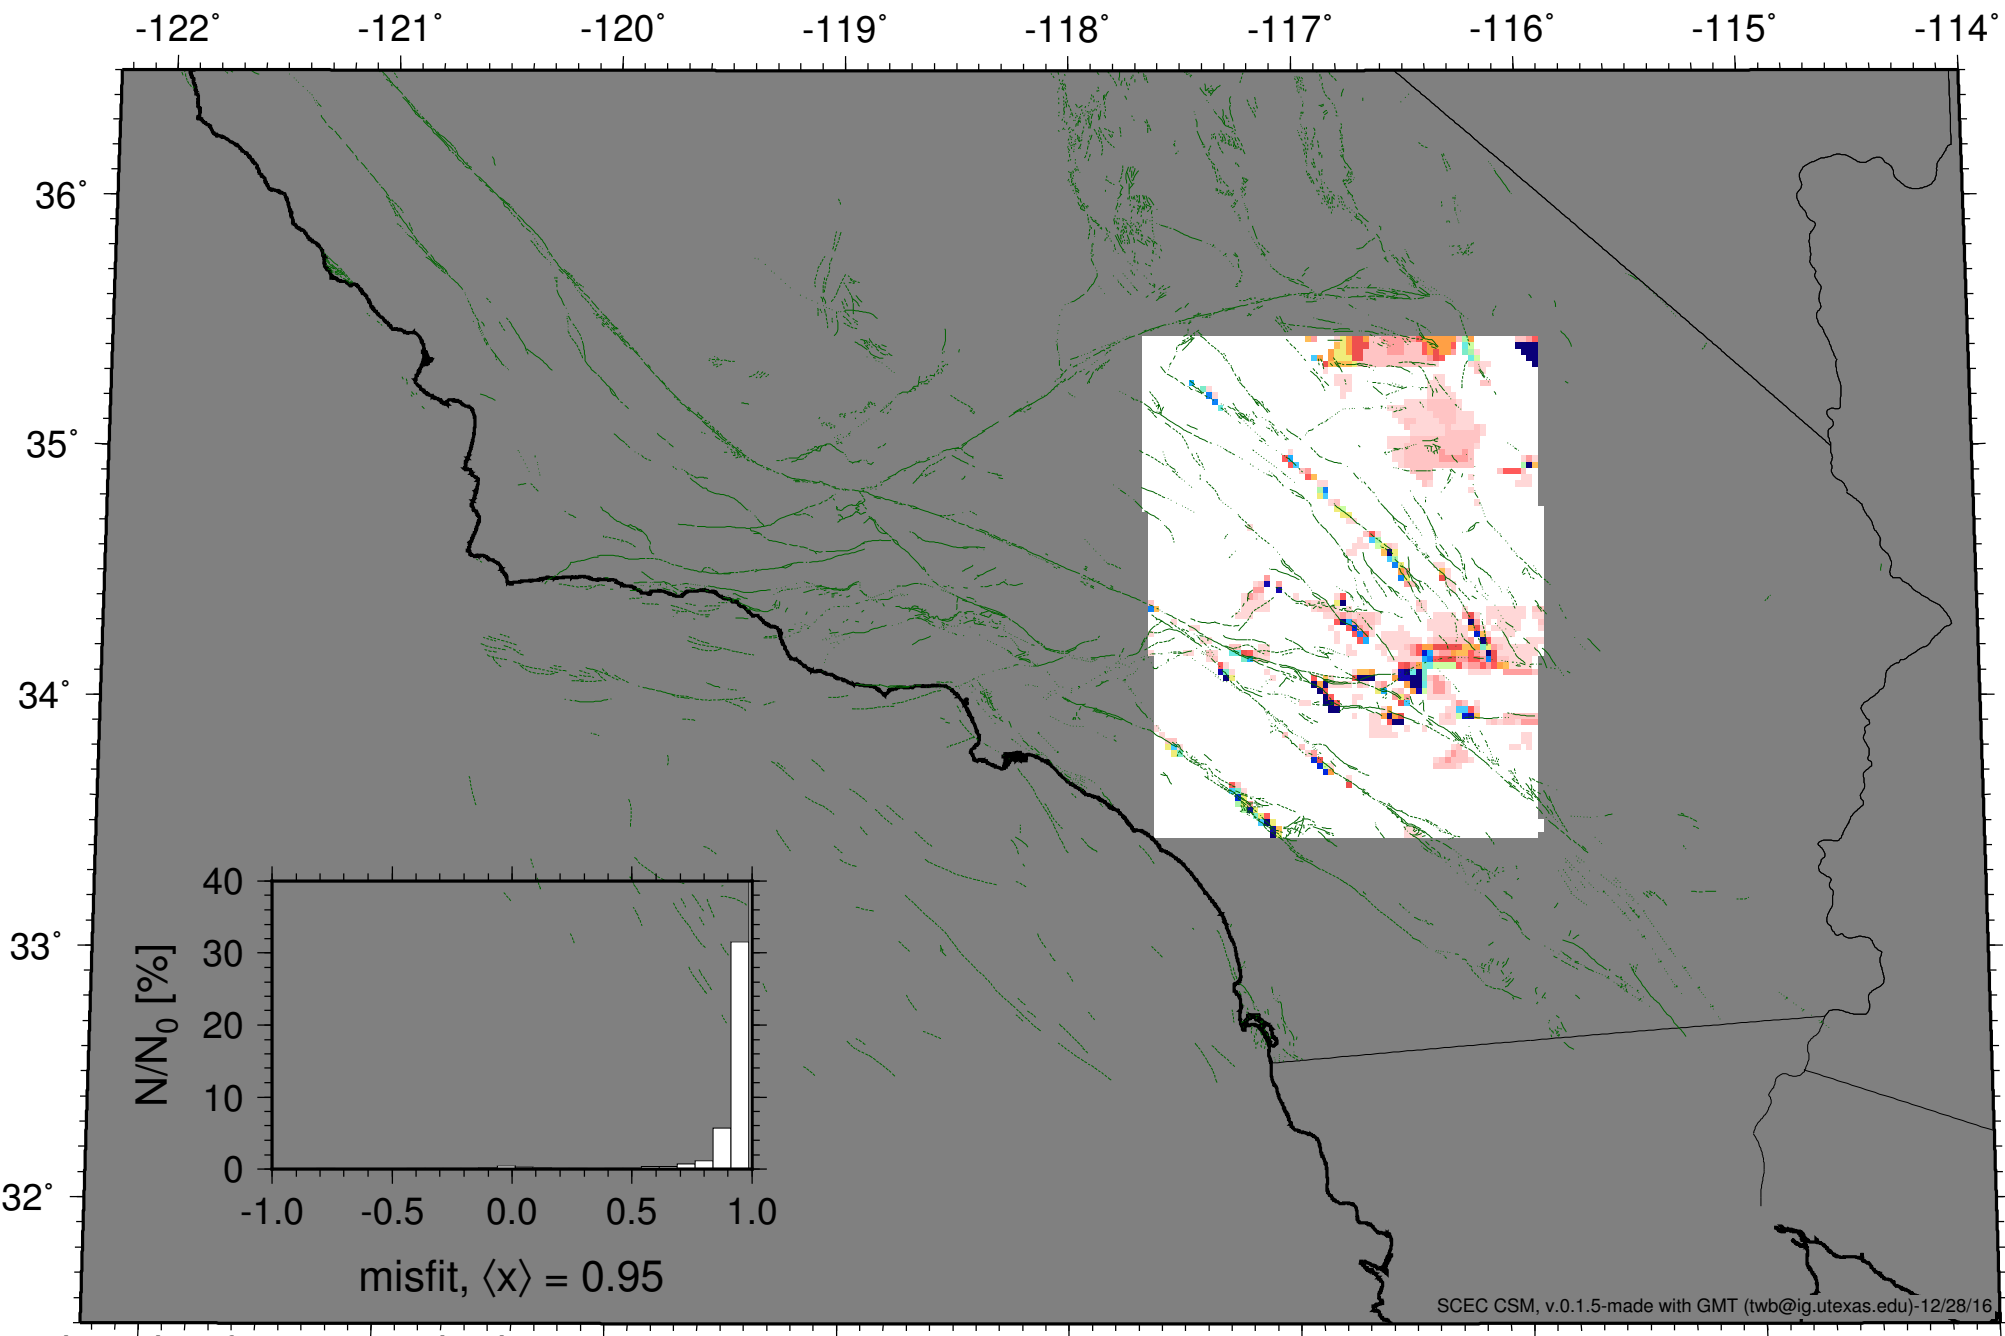 -122° -121° -120° -119° -118° -117° -116° -115° -114°
36°
35°
34°
33°
32°
40
30
20
10
0
N/N0 [%]
-1.0 -0.5 0.0 0.5 1.0
misfit, ⟨x⟩ = 0.95
SCEC CSM, v.0.1.5-made with GMT (twb@ig.utexas.edu)-12/28/16